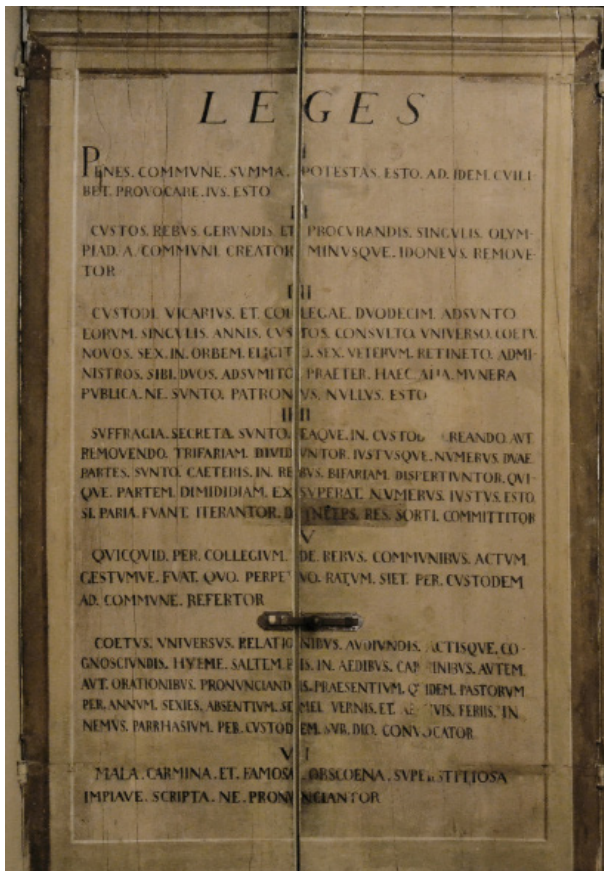 LEGES
I
PENES. COMMVNE. SVMMA. POTESTAS. ESTO. AD. IDEM. CVILI
BET. PROVOCARE. IVS. ESTO
II
CVSTOS. REBVS. GERVNDIS. ET PROCVRANDIS. SINGVLIS. OLYM-
PIAD. A. COMMVNI. CREATOR MINVSQVE. IDONEVS. REMOVE-
TOR
III
CVSTODI. VICARIVS. ET. COLLEGAE. DVODECIM. ADSVNTO
EORVM. SINGVLIS. ANNIS. CVSTOS. CONSVLTO. VNIVERSO. COETV.
NOVOS. SEX. IN. ORBEM. ELIGITO. SEX. VETERVM. RETINETO. ADMI-
NISTROS. SIBI. DVOS. ADSVMITO PRAETER. HAEC ALIA. MVNERA
PVBLICA. NE. SVNTO. PATRONVS. NVLLVS. ESTO
IIII
SVFFRAGIA. SECRETA. SVNTO. EAQVE. IN. REANDO. AVT
REMOVENDO. TRIFARIAM. DIVIDVNTOR. IVSTVSQVE. NVMERVS. DVAE
PARTES. SVNTO. CAETERIS. IN. REBVS. BIFARIAM. DISPERTIVNTOR. QVI-
QVE. PARTEM. DIMIDIDIAM. EXSVPERAT. NVMERVS. IVSTVS. ESTO
SI. PARIA. FVANT. ITERANTOR. DEINCEPS. RES. SORTI. COMMITTITOR
V
QVICQVID. PER. COLLEGIVM. DE. REBVS. COMMVNIBVS. ACTVM.
GESTVMVE. FVAT. QVO. PERPETVO. RATVM. SIET. PER. CVSTODEM
AD. COMMVNE. REFERTOR
COETVS. VNIVERSVS. RELATIONIBVS. AVDIVNDIS. ACTISQVE. CO-
GNOSCIVNDIS. HYEME. SALTEM. BIS. IN. AEDIBVS. CARMINIBVS. AVTEM.
AVT. ORATIONIBVS. PRONVNCIANDIS. PRAESENTIVM. QVIDEM. PASTORVM
PER. ANNVM. SEXIES. ABSENTIVM. SEMEL VERNIS. ET. AESTIVIS. FERIIS. IN
NEMVS. PARRHASIVM. PER. CVSTODEM. SVB. DIO. CONVOCATOR
VI
MALA. CARMINA. ET. FAMOSA. OBSCOENA. SVPERSTITIOSA
IMPIAVE. SCRIPTA. NE. PRONVNCIANTOR